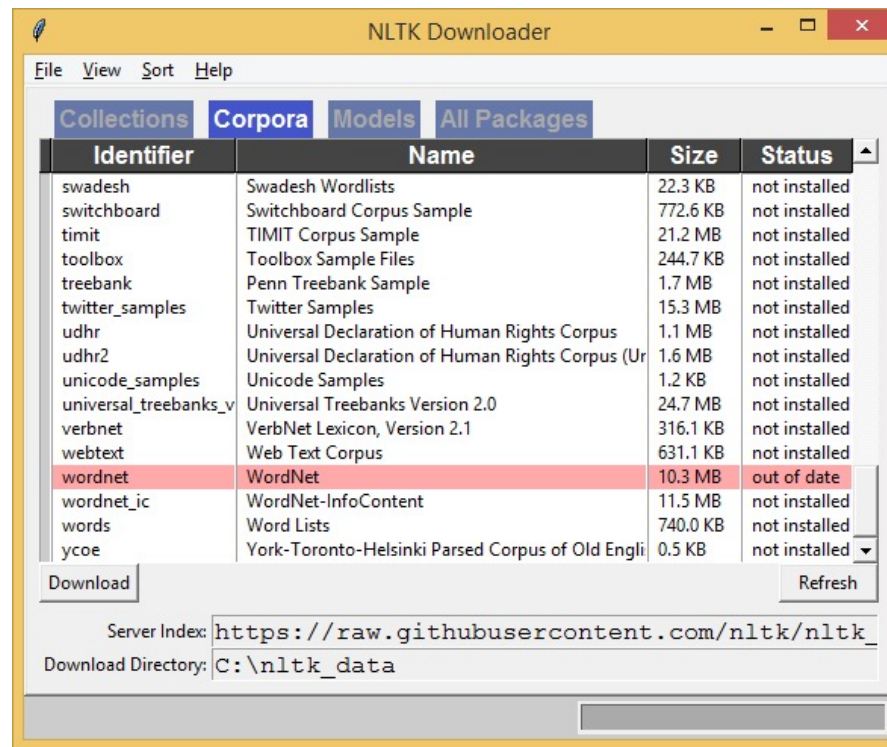 NLTK Downloader
File View Sort Help
Collections Corpora Models All Packages
Identifier Name Size Status
swadesh Swadesh Wordlists 22.3 KB not installed
switchboard Switchboard Corpus Sample 772.6 KB not installed
timit TIMIT Corpus Sample 21.2 MB not installed
toolbox Toolbox Sample Files 244.7 KB not installed
treebank Penn Treebank Sample 1.7 MB not installed
twitter_samples Twitter Samples 15.3 MB not installed
udhr Universal Declaration of Human Rights Corpus 1.1 MB not installed
udhr2 Universal Declaration of Human Rights Corpus (Ur 1.6 MB not installed
unicode_samples Unicode Samples 1.2 KB not installed
universal_treebanks_v Universal Treebanks Version 2.0 24.7 MB not installed
verbnet VerbNet Lexicon, Version 2.1 316.1 KB not installed
webtext Web Text Corpus 631.1 KB not installed
wordnet WordNet 10.3 MB out of date
wordnet_ic WordNet-InfoContent 11.5 MB not installed
words Word Lists 740.0 KB not installed
ycoe York-Toronto-Helsinki Parsed Corpus of Old Engli 0.5 KB not installed
Download Refresh
Server Index: https://raw.githubusercontent.com/nltk/nltk_
Download Directory: C:\nltk_data